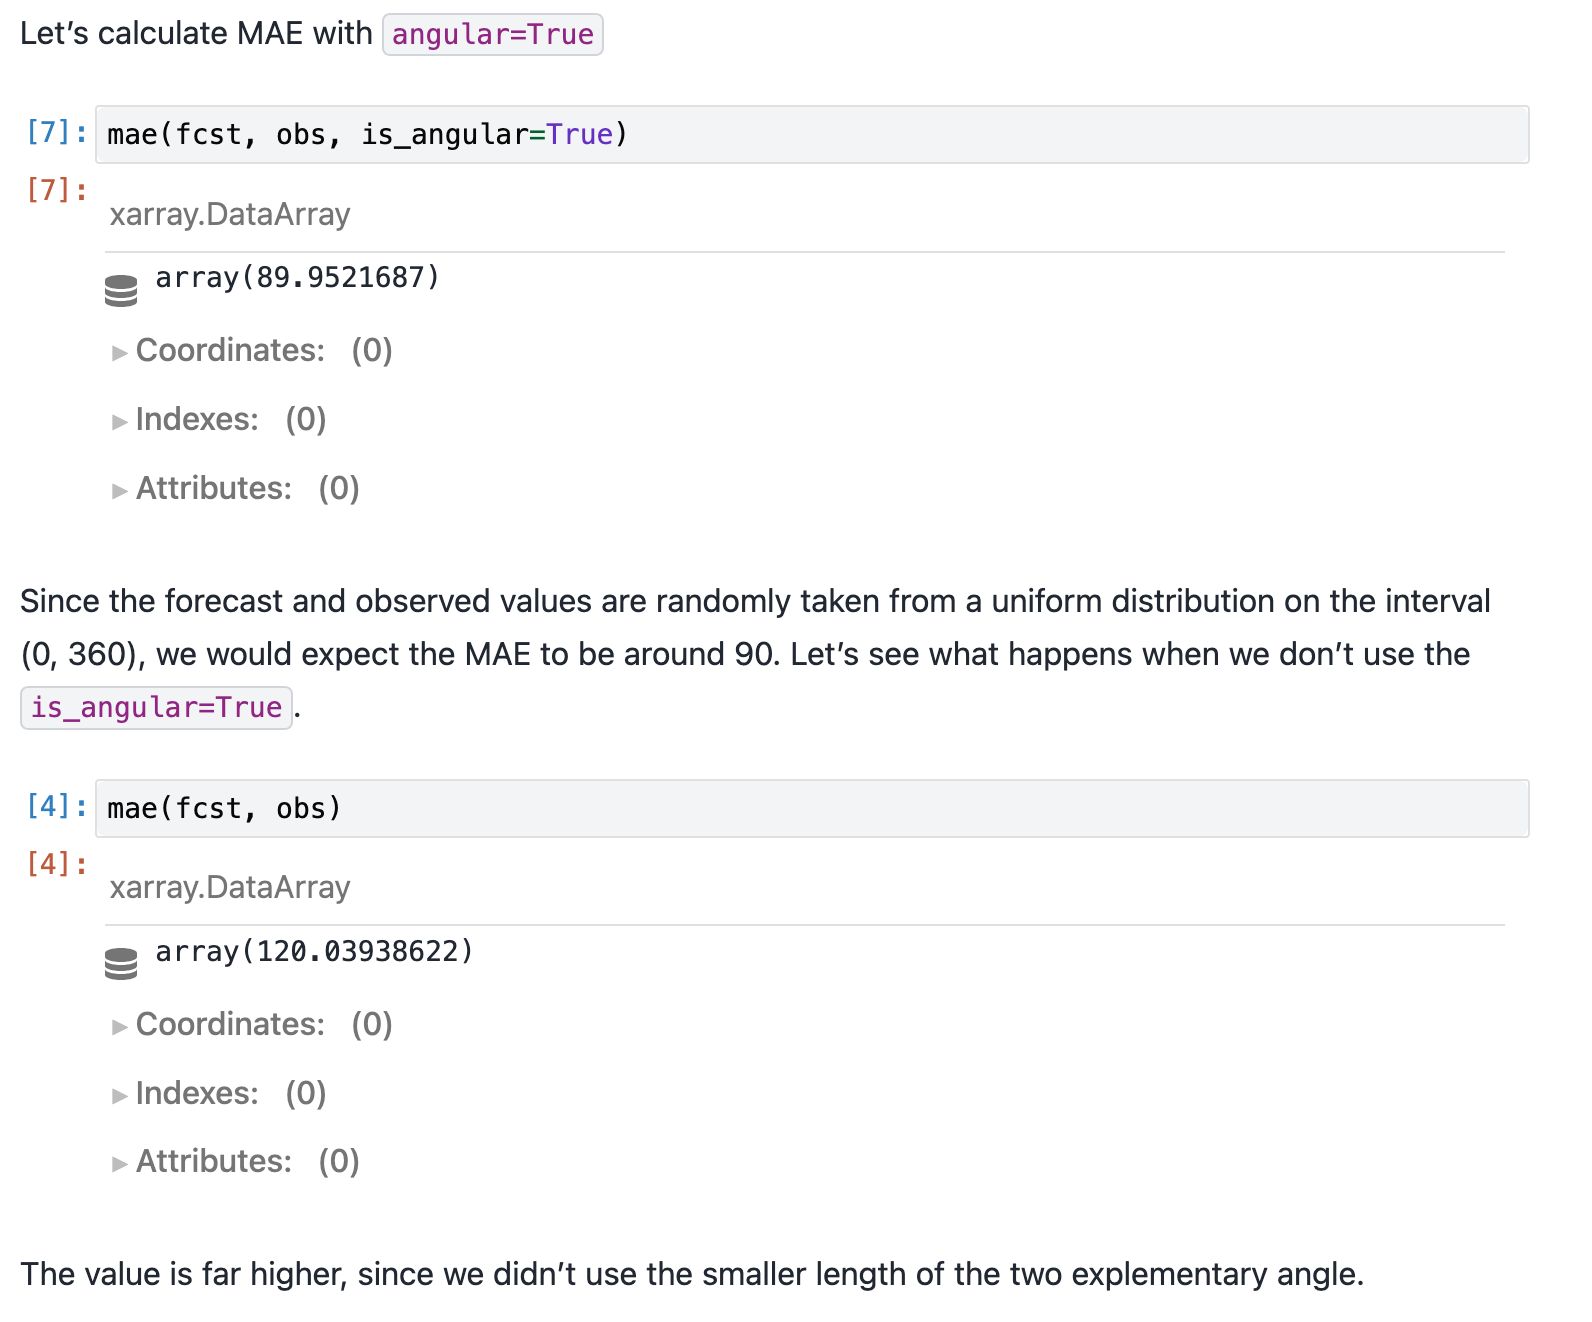 Let’s calculate MAE with angular=True
[7]: mae(fcst, obs, is_angular=True)
[7]:
xarray.DataArray
array(89.9521687)
► Coordinates: (0)
► Indexes: (0)
► Attributes: (0)
Since the forecast and observed values are randomly taken from a uniform distribution on the interval
(0, 360), we would expect the MAE to be around 90. Let’s see what happens when we don’t use the
is_angular=True.
[4]: mae(fcst, obs)
[4]:
xarray.DataArray
array(120.03938622)
► Coordinates: (0)
► Indexes: (0)
► Attributes: (0)
The value is far higher, since we didn’t use the smaller length of the two explementary angle.